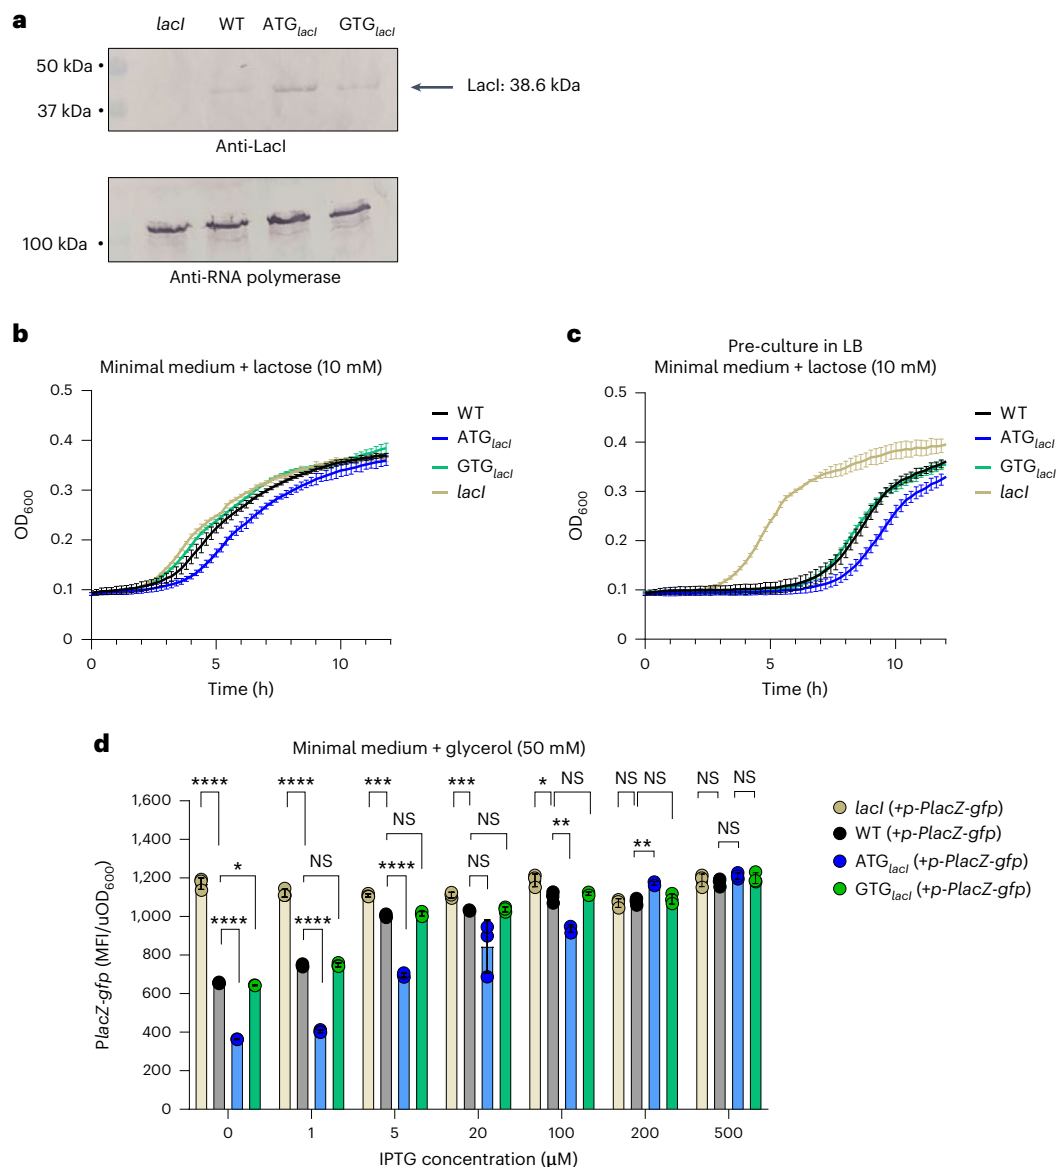 a
lacI WT ATGlacI GTGlacI
50 kDa •
LacI: 38.6 kDa
37 kDa •
Anti-LacI
100 kDa •
Anti-RNA polymerase
b
Minimal medium + lactose (10 mM)
0.5
0.4
0.3
0.2
0.1
0
OD600
0 5 10
Time (h)
WT
ATGlacI
GTGlacI
lacI
c
Pre-culture in LB
Minimal medium + lactose (10 mM)
0.5
0.4
0.3
0.2
0.1
0
OD600
0 5 10
Time (h)
WT
ATGlacI
GTGlacI
lacI
d
Minimal medium + glycerol (50 mM)
**** **** *** *** * NS NS NS NS NS
NS NS
* NS **** NS ** ** NS
**** ****
1,600
1,400
1,200
1,000
800
600
400
200
0
PlacZ-gfp (MFI/uOD600)
0 1 5 20 100 200 500
IPTG concentration (µM)
lacI (+p-PlacZ-gfp)
WT (+p-PlacZ-gfp)
ATGlacI (+p-PlacZ-gfp)
GTGlacI (+p-PlacZ-gfp)